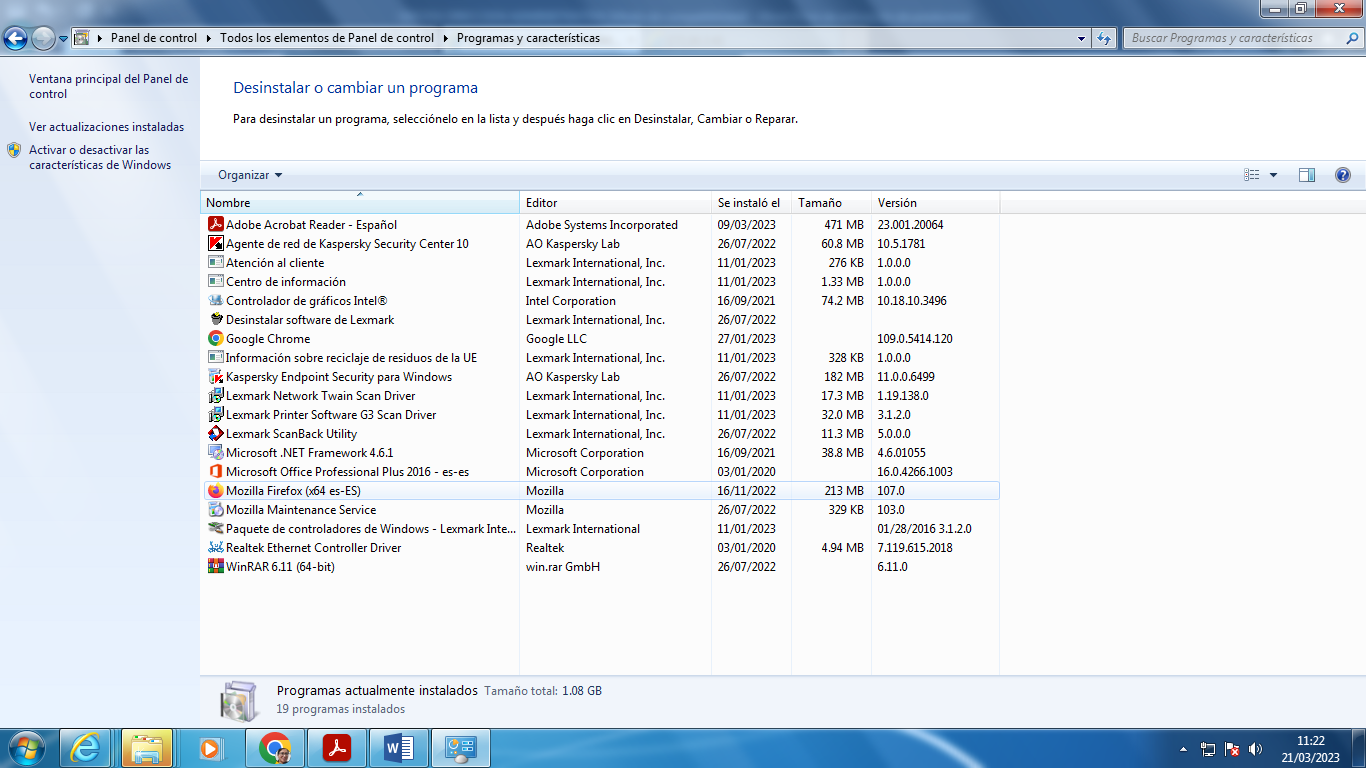 Panel de control
Todos los elementos de Panel de control
Programas y características
Buscar Programas y características
Ventana principal del Panel de
control
Ver actualizaciones instaladas
Activar o desactivar las
características de Windows
Desinstalar o cambiar un programa
Para desinstalar un programa, selecciónelo en la lista y después haga clic en Desinstalar, Cambiar o Reparar.
Organizar
Nombre Editor Se instaló el Tamaño Versión
Adobe Acrobat Reader - Español Adobe Systems Incorporated 09/03/2023 471 MB 23.001.20064
Agente de red de Kaspersky Security Center 10 AO Kaspersky Lab 26/07/2022 60.8 MB 10.5.1781
Atención al cliente Lexmark International, Inc. 11/01/2023 276 KB 1.0.0.0
Centro de información Lexmark International, Inc. 11/01/2023 1.33 MB 1.0.0.0
Controlador de gráficos Intel® Intel Corporation 16/09/2021 74.2 MB 10.18.10.3496
Desinstalar software de Lexmark Lexmark International, Inc. 26/07/2022
Google Chrome Google LLC 27/01/2023 109.0.5414.120
Información sobre reciclaje de residuos de la UE Lexmark International, Inc. 11/01/2023 328 KB 1.0.0.0
Kaspersky Endpoint Security para Windows AO Kaspersky Lab 26/07/2022 182 MB 11.0.0.6499
Lexmark Network Twain Scan Driver Lexmark International, Inc. 11/01/2023 17.3 MB 1.19.138.0
Lexmark Printer Software G3 Scan Driver Lexmark International, Inc. 11/01/2023 32.0 MB 3.1.2.0
Lexmark ScanBack Utility Lexmark International, Inc. 26/07/2022 11.3 MB 5.0.0.0
Microsoft .NET Framework 4.6.1 Microsoft Corporation 16/09/2021 38.8 MB 4.6.01055
Microsoft Office Professional Plus 2016 - es-es Microsoft Corporation 03/01/2020 16.0.4266.1003
Mozilla Firefox (x64 es-ES) Mozilla 16/11/2022 213 MB 107.0
Mozilla Maintenance Service Mozilla 26/07/2022 329 KB 103.0
Paquete de controladores de Windows - Lexmark Inte... Lexmark International 11/01/2023 01/28/2016 3.1.2.0
Realtek Ethernet Controller Driver Realtek 03/01/2020 4.94 MB 7.119.615.2018
WinRAR 6.11 (64-bit) win.rar GmbH 26/07/2022 6.11.0
Programas actualmente instalados Tamaño total: 1.08 GB
19 programas instalados
11:22
21/03/2023